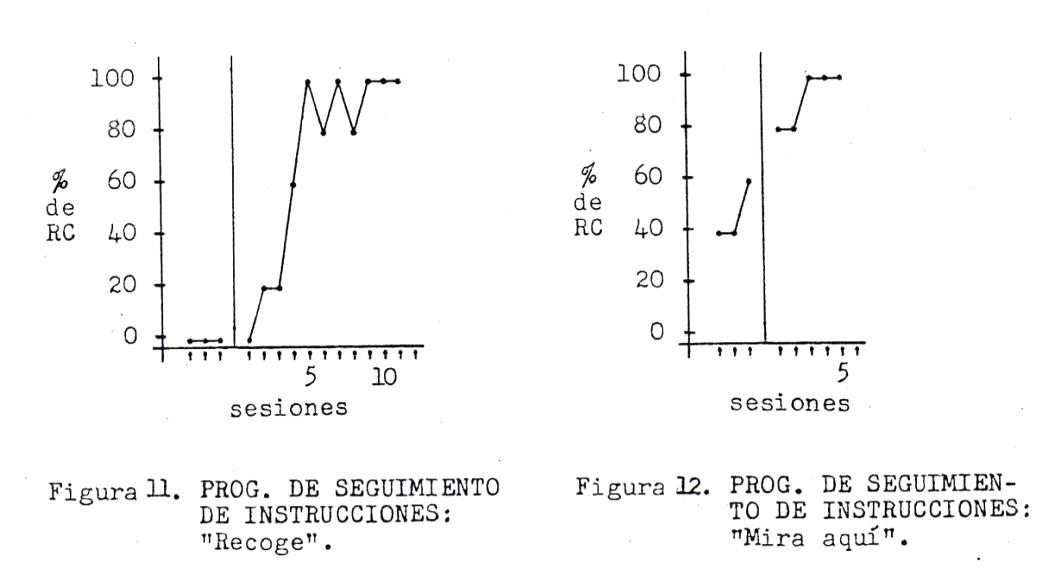 100
80
60
40
20
0
%
de
RC
5 10
sesiones
Figura 11. PROG. DE SEGUIMIENTO
DE INSTRUCCIONES:
"Recoge".
100
80
60
40
20
0
%
de
RC
5
sesiones
Figura 12. PROG. DE SEGUIMIEN-
TO DE INSTRUCCIONES:
"Mira aquí".